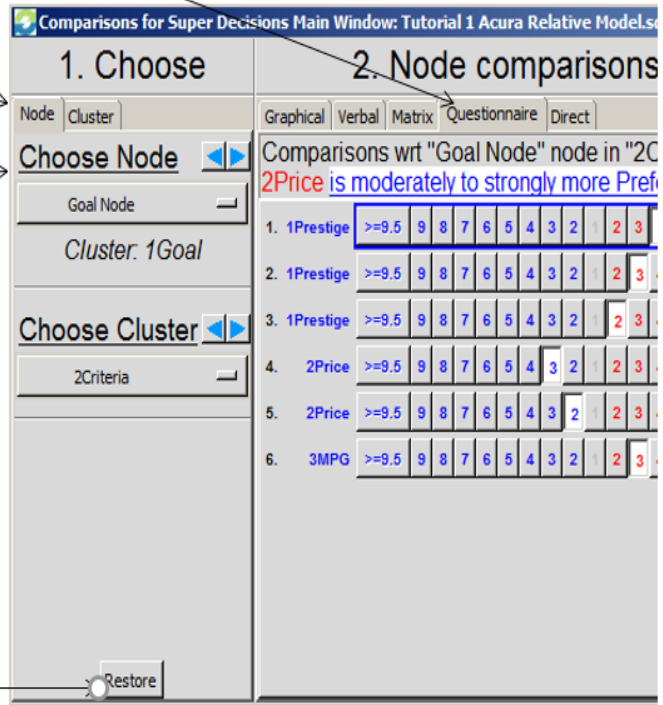 Comparisons for Super Decisions Main Window: Tutorial 1 Acura Relative Model.s
1. Choose
2. Node comparisons
Node Cluster
Graphical Verbal Matrix Questionnaire Direct
Choose Node
Comparisons wrt "Goal Node" node in "2C
2Price is moderately to strongly more Pref
Goal Node
Cluster: 1Goal
Choose Cluster
2Criteria
1. 1Prestige >=9.5 9 8 7 6 5 4 3 2 1 2 3
2. 1Prestige >=9.5 9 8 7 6 5 4 3 2 1 2 3
3. 1Prestige >=9.5 9 8 7 6 5 4 3 2 1 2 3
4. 2Price >=9.5 9 8 7 6 5 4 3 2 1 2 3
5. 2Price >=9.5 9 8 7 6 5 4 3 2 1 2 3
6. 3MPG >=9.5 9 8 7 6 5 4 3 2 1 2 3
Restore